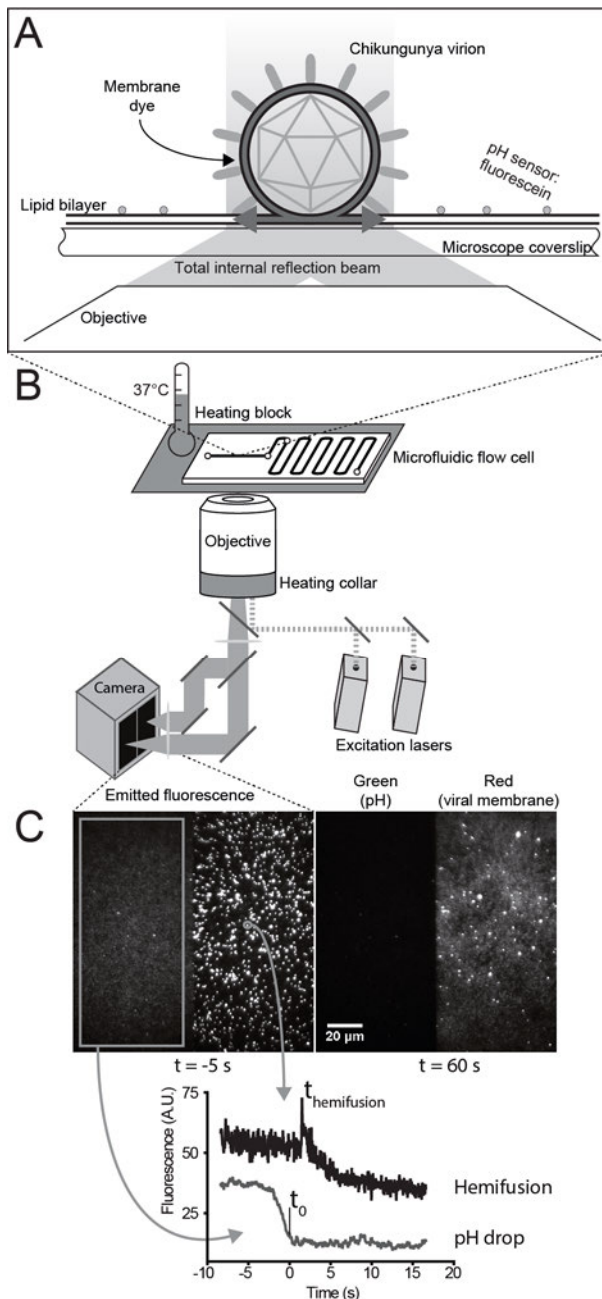 A
Chikungunya virion
Membrane
dye
pH sensor:
fluorescein
Lipid bilayer
Microscope coverslip
Total internal reflection beam
Objective
B
37°C
Heating block
Microfluidic flow cell
Objective
Heating collar
Camera
Excitation lasers
Emitted fluorescence
Green
(pH)
Red
(viral membrane)
C
20 µm
t = -5 s
t = 60 s
Fluorescence (A.U.)
75
50
25
t hemifusion
t0
Hemifusion
pH drop
-10 -5 0 5 10 15 20
Time (s)